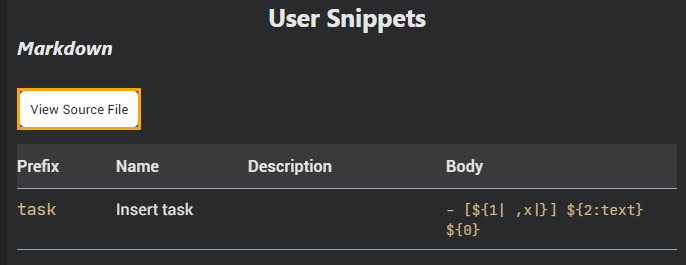 User Snippets
Markdown
View Source File
Prefix Name Description Body
task Insert task - [${1| ,x|}] ${2:text}
${0}